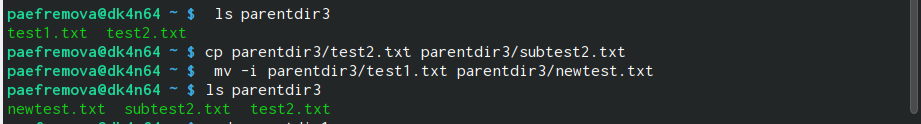 paefremova@dk4n64 ~ $  ls parentdir3
test1.txt  test2.txt
paefremova@dk4n64 ~ $ cp parentdir3/test2.txt parentdir3/subtest2.txt
paefremova@dk4n64 ~ $  mv -i parentdir3/test1.txt parentdir3/newtest.txt
paefremova@dk4n64 ~ $ ls parentdir3
newtest.txt  subtest2.txt  test2.txt